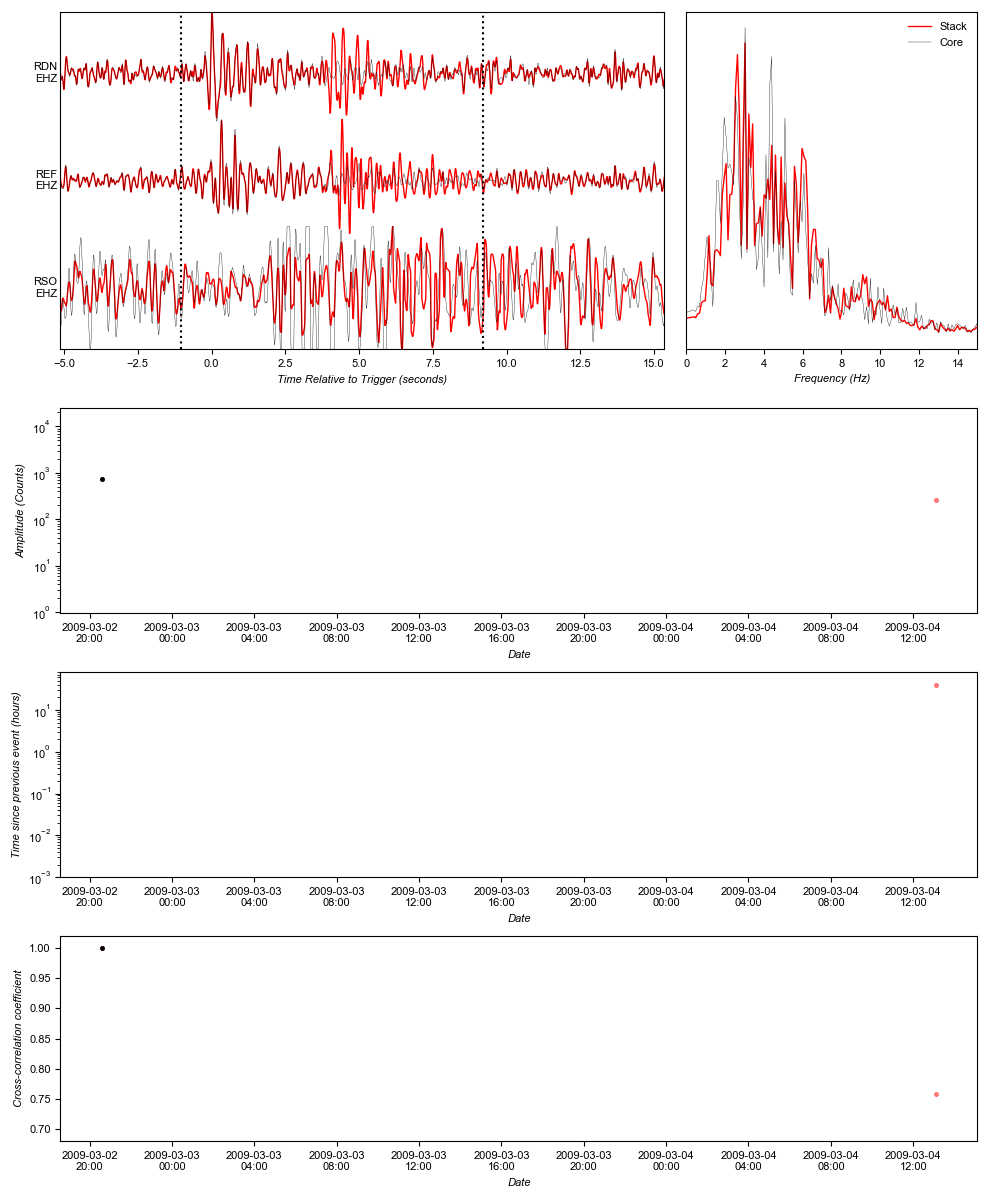 RDN
EHZ
REF
EHZ
RSO
EHZ
−5.0 −2.5 0.0 2.5 5.0 7.5 10.0 12.5 15.0
Time Relative to Trigger (seconds)
Stack
Core
0 2 4 6 8 10 12 14
Frequency (Hz)
10^4
10^3
10^2
10^1
10^0
Amplitude (Counts)
2009-03-02 2009-03-03 2009-03-03 2009-03-03 2009-03-03 2009-03-03 2009-03-03 2009-03-04 2009-03-04 2009-03-04 2009-03-04
20:00 00:00 04:00 08:00 12:00 16:00 20:00 00:00 04:00 08:00 12:00
Date
10^1
10^0
10^−1
10^−2
10^−3
Time since previous event (hours)
2009-03-02 2009-03-03 2009-03-03 2009-03-03 2009-03-03 2009-03-03 2009-03-03 2009-03-04 2009-03-04 2009-03-04 2009-03-04
20:00 00:00 04:00 08:00 12:00 16:00 20:00 00:00 04:00 08:00 12:00
Date
1.00
0.95
0.90
0.85
0.80
0.75
0.70
Cross-correlation coefficient
2009-03-02 2009-03-03 2009-03-03 2009-03-03 2009-03-03 2009-03-03 2009-03-03 2009-03-04 2009-03-04 2009-03-04 2009-03-04
20:00 00:00 04:00 08:00 12:00 16:00 20:00 00:00 04:00 08:00 12:00
Date